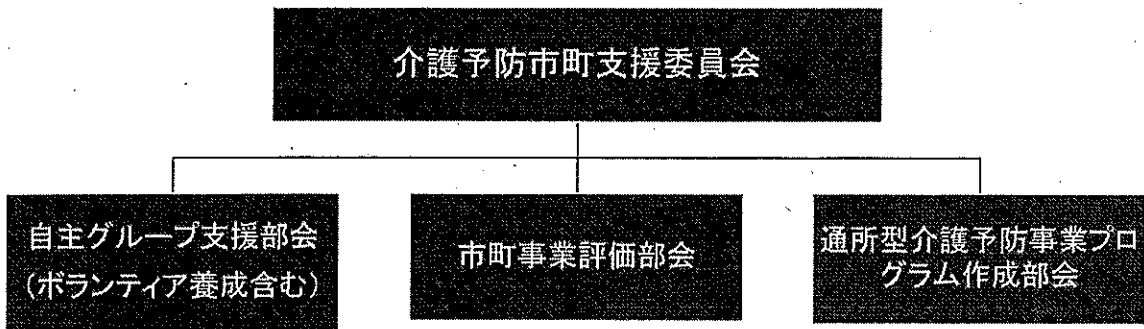 介護予防市町支援委員会
自主グループ支援部会
(ボランティア養成含む)
市町事業評価部会
通所型介護予防事業プロ
グラム作成部会